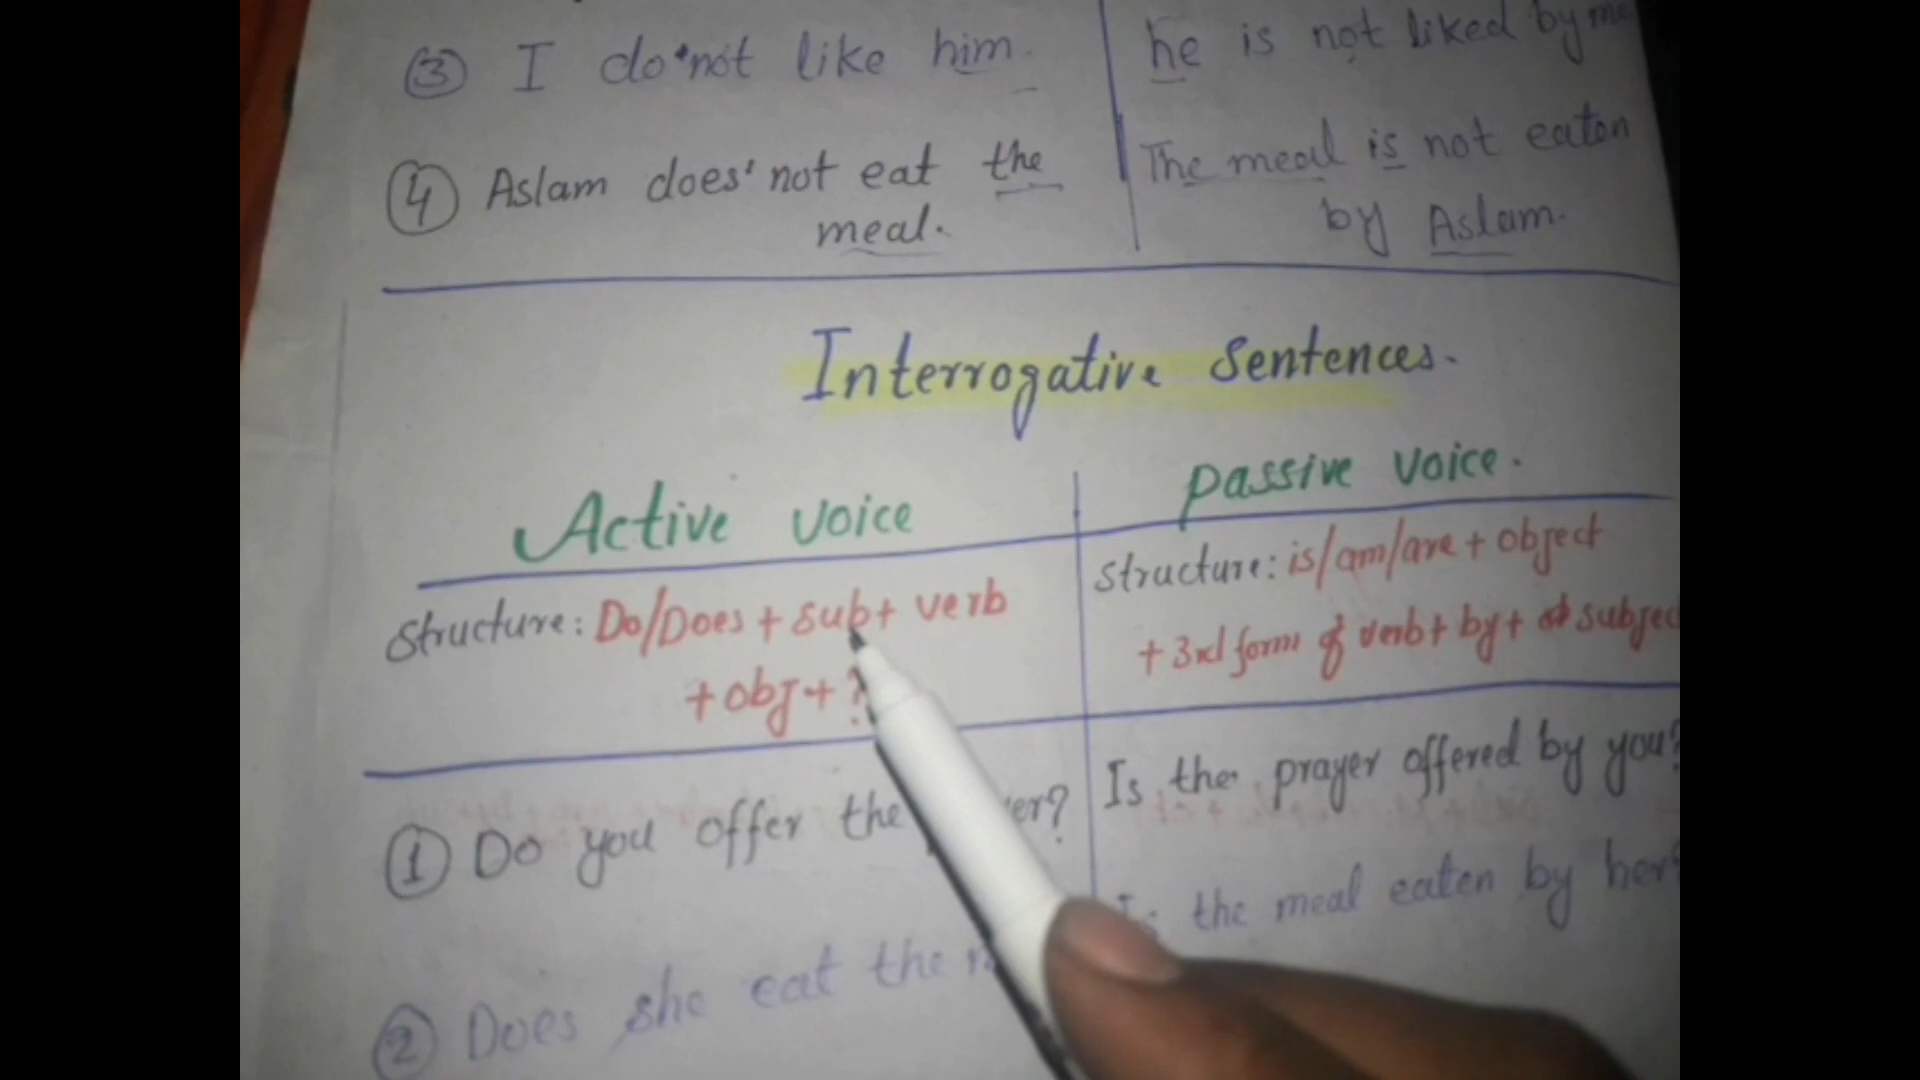 ③ I do'not like him.
he is not liked by me
④ Aslam does'not eat the
meal.
The meal is not eaton
by Aslam.
Interrogative Sentences.
Active voice
passive voice.
structure: Do/Does + sub + verb
+ obj + ?
structure: is/am/are + object
+ 3rd form of verb + by + subject
① Do you offer the
Is the prayer offered by you?
② Does she eat the
Is the meal eaten by her?